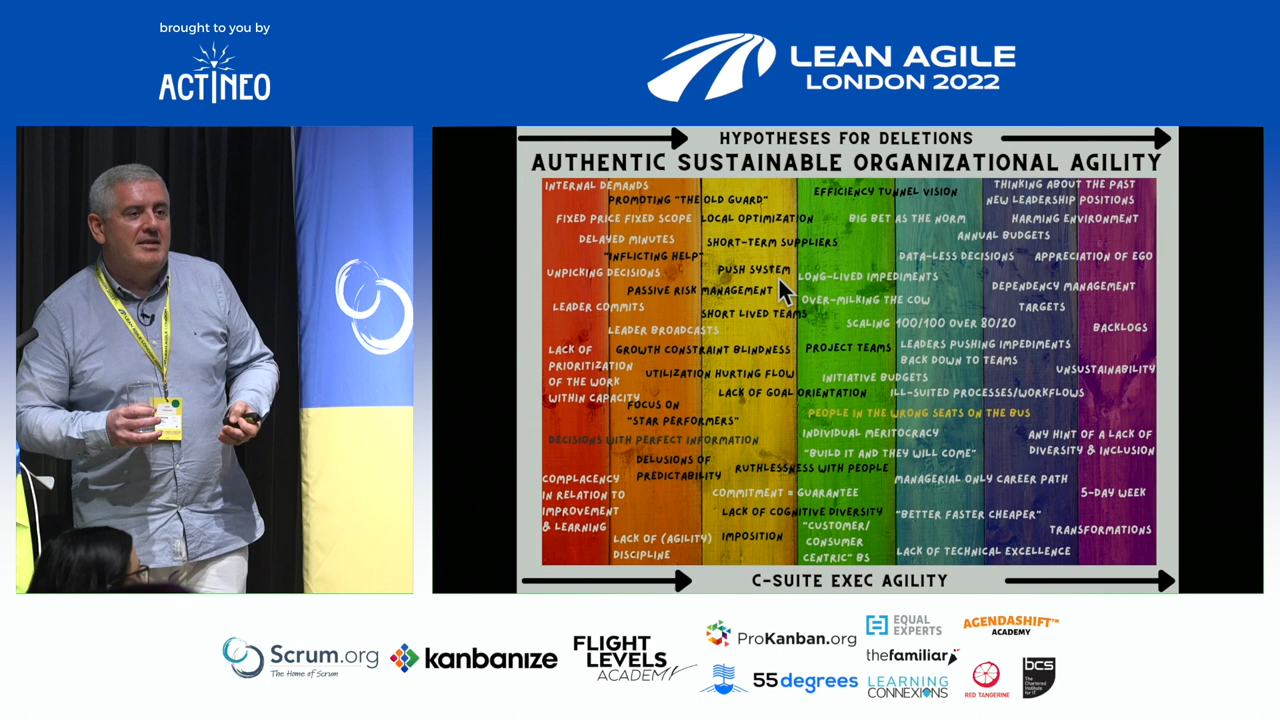 brought to you by
ACTINEO
LEAN AGILE
LONDON 2022
HYPOTHESES FOR DELETIONS
AUTHENTIC SUSTAINABLE ORGANIZATIONAL AGILITY
INTERNAL DEMANDS
PROMOTING "THE OLD GUARD"
FIXED PRICE FIXED SCOPE
LOCAL OPTIMIZATION
DELAYED MINUTES
SHORT-TERM SUPPLIERS
"INFLICTING HELP"
UNPICKING DECISIONS
PUSH SYSTEM
PASSIVE RISK MANAGEMENT
LEADER COMMITS
SHORT LIVED TEAMS
LEADER BROADCASTS
LACK OF
PRIORITIZATION
OF THE WORK
WITHIN CAPACITY
GROWTH CONSTRAINT BLINDNESS
UTILIZATION HURTING FLOW
LACK OF GOAL ORIENTATION
FOCUS ON
"STAR PERFORMERS"
DECISIONS WITH PERFECT INFORMATION
DELUSIONS OF
PREDICTABILITY
RUTHLESSNESS WITH PEOPLE
COMPLACENCY
IN RELATION TO
IMPROVEMENT
& LEARNING
COMMITMENT = GUARANTEE
LACK OF COGNITIVE DIVERSITY
LACK OF (AGILITY)
DISCIPLINE
IMPOSITION
EFFICIENCY TUNNEL VISION
BIG BET AS THE NORM
THINKING ABOUT THE PAST
NEW LEADERSHIP POSITIONS
HARMING ENVIRONMENT
ANNUAL BUDGETS
DATA-LESS DECISIONS
APPRECIATION OF EGO
LONG-LIVED IMPEDIMENTS
DEPENDENCY MANAGEMENT
OVER-MILKING THE COW
TARGETS
SCALING 100/100 OVER 80/20
BACKLOGS
PROJECT TEAMS
LEADERS PUSHING IMPEDIMENTS
BACK DOWN TO TEAMS
UNSUSTAINABILITY
INITIATIVE BUDGETS
ILL-SUITED PROCESSES/WORKFLOWS
PEOPLE IN THE WRONG SEATS ON THE BUS
INDIVIDUAL MERITOCRACY
ANY HINT OF A LACK OF
DIVERSITY & INCLUSION
"BUILD IT AND THEY WILL COME"
MANAGERIAL ONLY CAREER PATH
5-DAY WEEK
"BETTER FASTER CHEAPER"
"CUSTOMER/
CONSUMER
CENTRIC" BS
TRANSFORMATIONS
LACK OF TECHNICAL EXCELLENCE
C-SUITE EXEC AGILITY
Scrum.org
The Home of Scrum
kanbanize
FLIGHT
LEVELS
ACADEMY
ProKanban.org
55degrees
EQUAL
EXPERTS
thefamiliar
LEARNING
CONNEXIONS
AGENDASHIFT™
ACADEMY
RED TANGERINE
bcs
The
Chartered
Institute
for IT